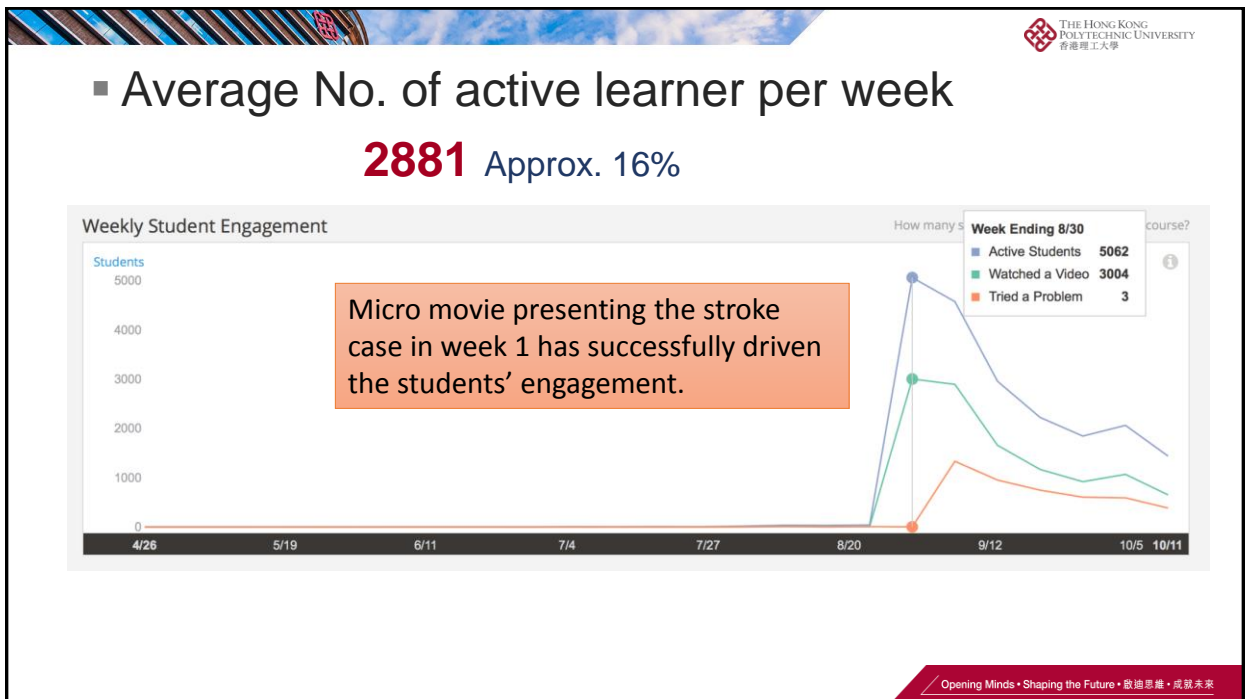 THE HONG KONG
POLYTECHNIC UNIVERSITY
香港理工大學
▪ Average No. of active learner per week
2881 Approx. 16%
Weekly Student Engagement
How many s
course?
Week Ending 8/30
Active Students 5062
Watched a Video 3004
Tried a Problem 3
Students
5000
4000
3000
2000
1000
0
Micro movie presenting the stroke
case in week 1 has successfully driven
the students’ engagement.
4/26 5/19 6/11 7/4 7/27 8/20 9/12 10/5 10/11
Opening Minds • Shaping the Future • 啟迪思維 • 成就未來